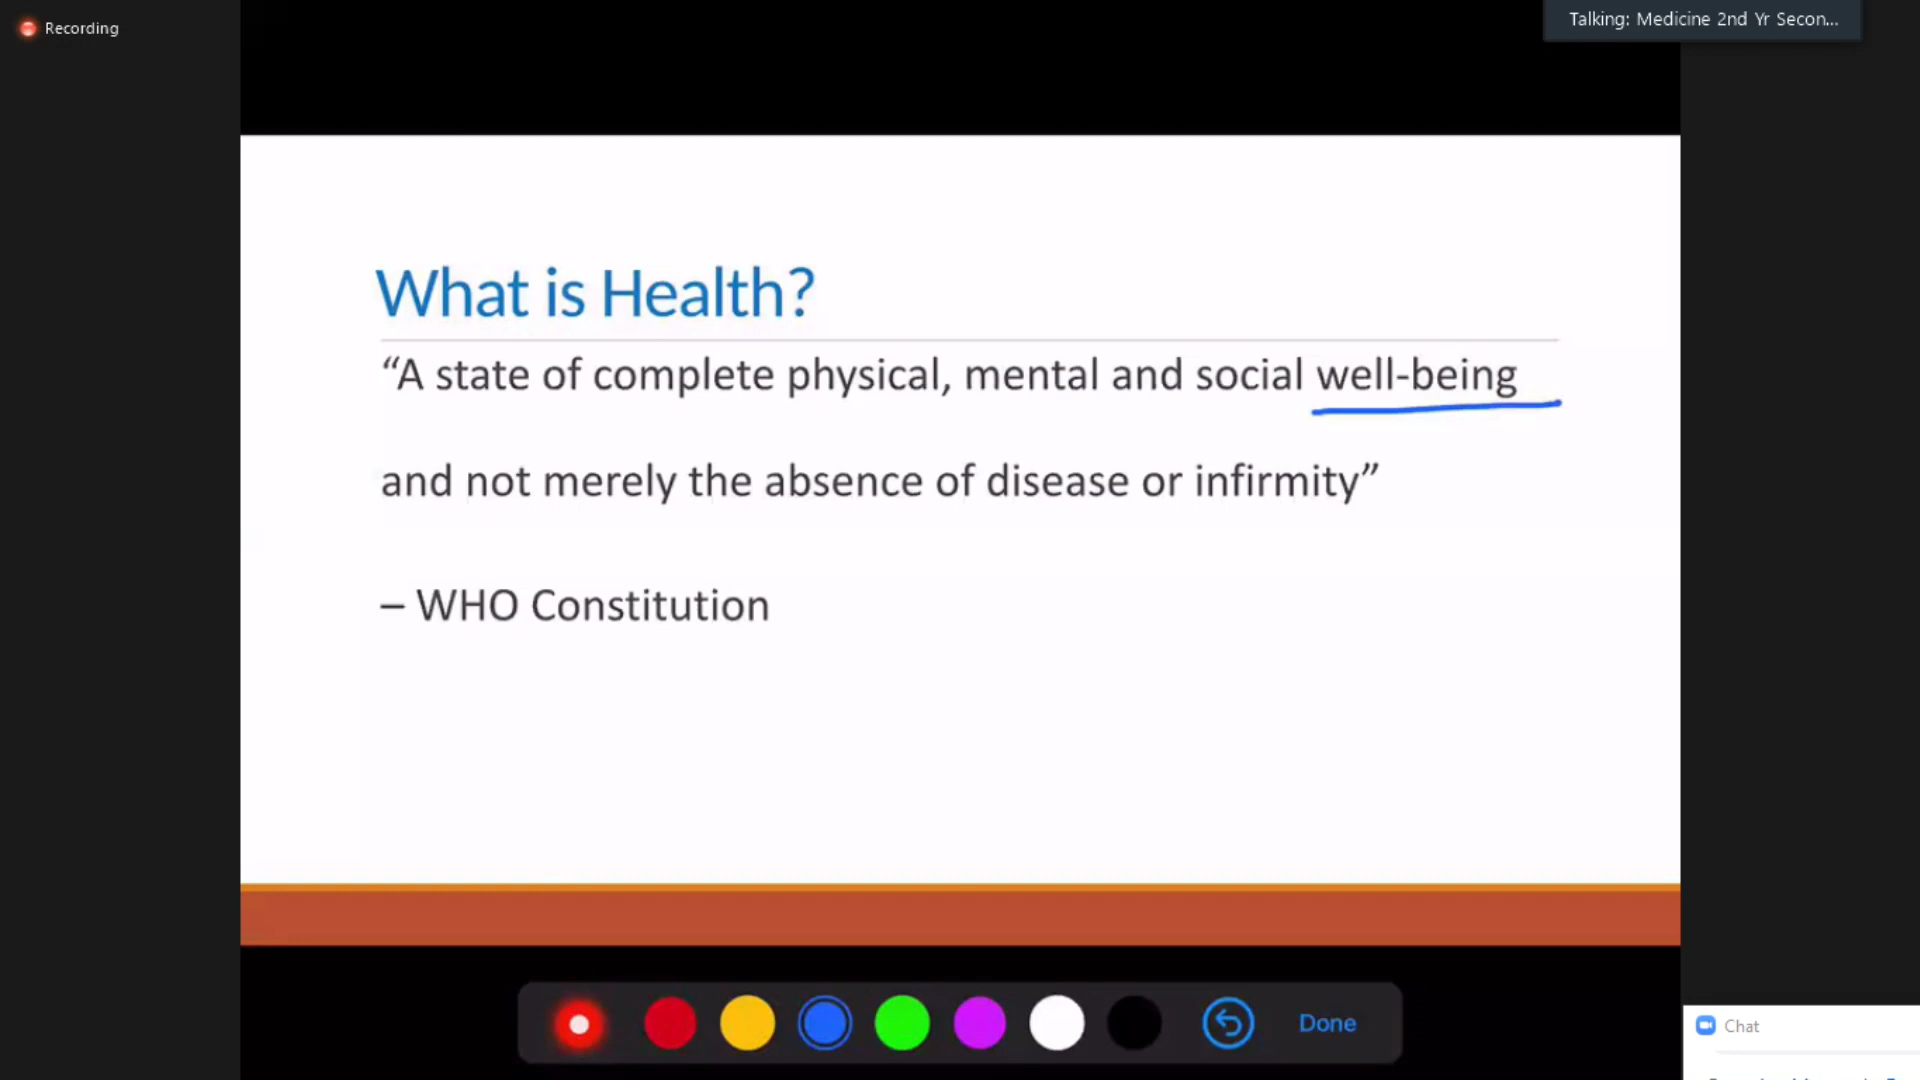 Recording
Talking: Medicine 2nd Yr Secon...
What is Health?
“A state of complete physical, mental and social well-being
and not merely the absence of disease or infirmity”
– WHO Constitution
Done
Chat